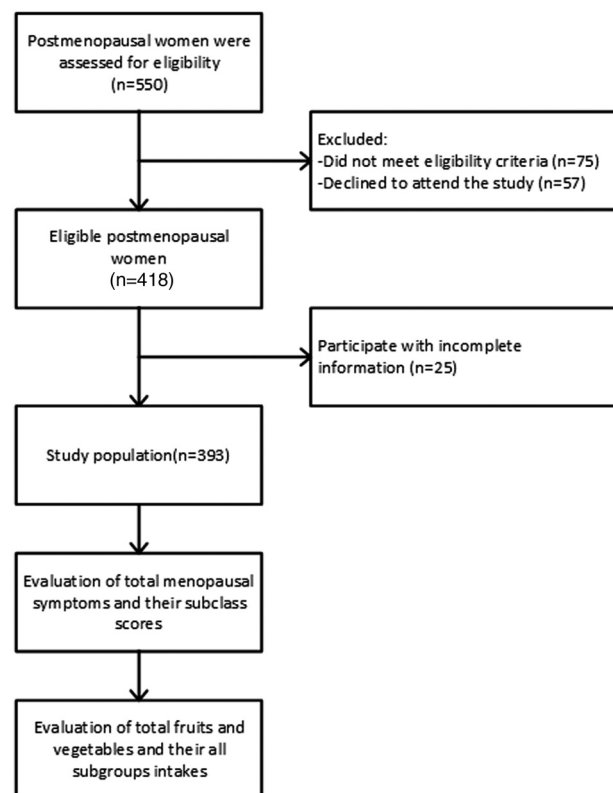 Postmenopausal women were
assessed for eligibility
(n=550)
Excluded:
-Did not meet eligibility criteria (n=75)
-Declined to attend the study (n=57)
Eligible postmenopausal
women
(n=418)
Participate with incomplete
information (n=25)
Study population(n=393)
Evaluation of total menopausal
symptoms and their subclass
scores
Evaluation of total fruits and
vegetables and their all
subgroups intakes